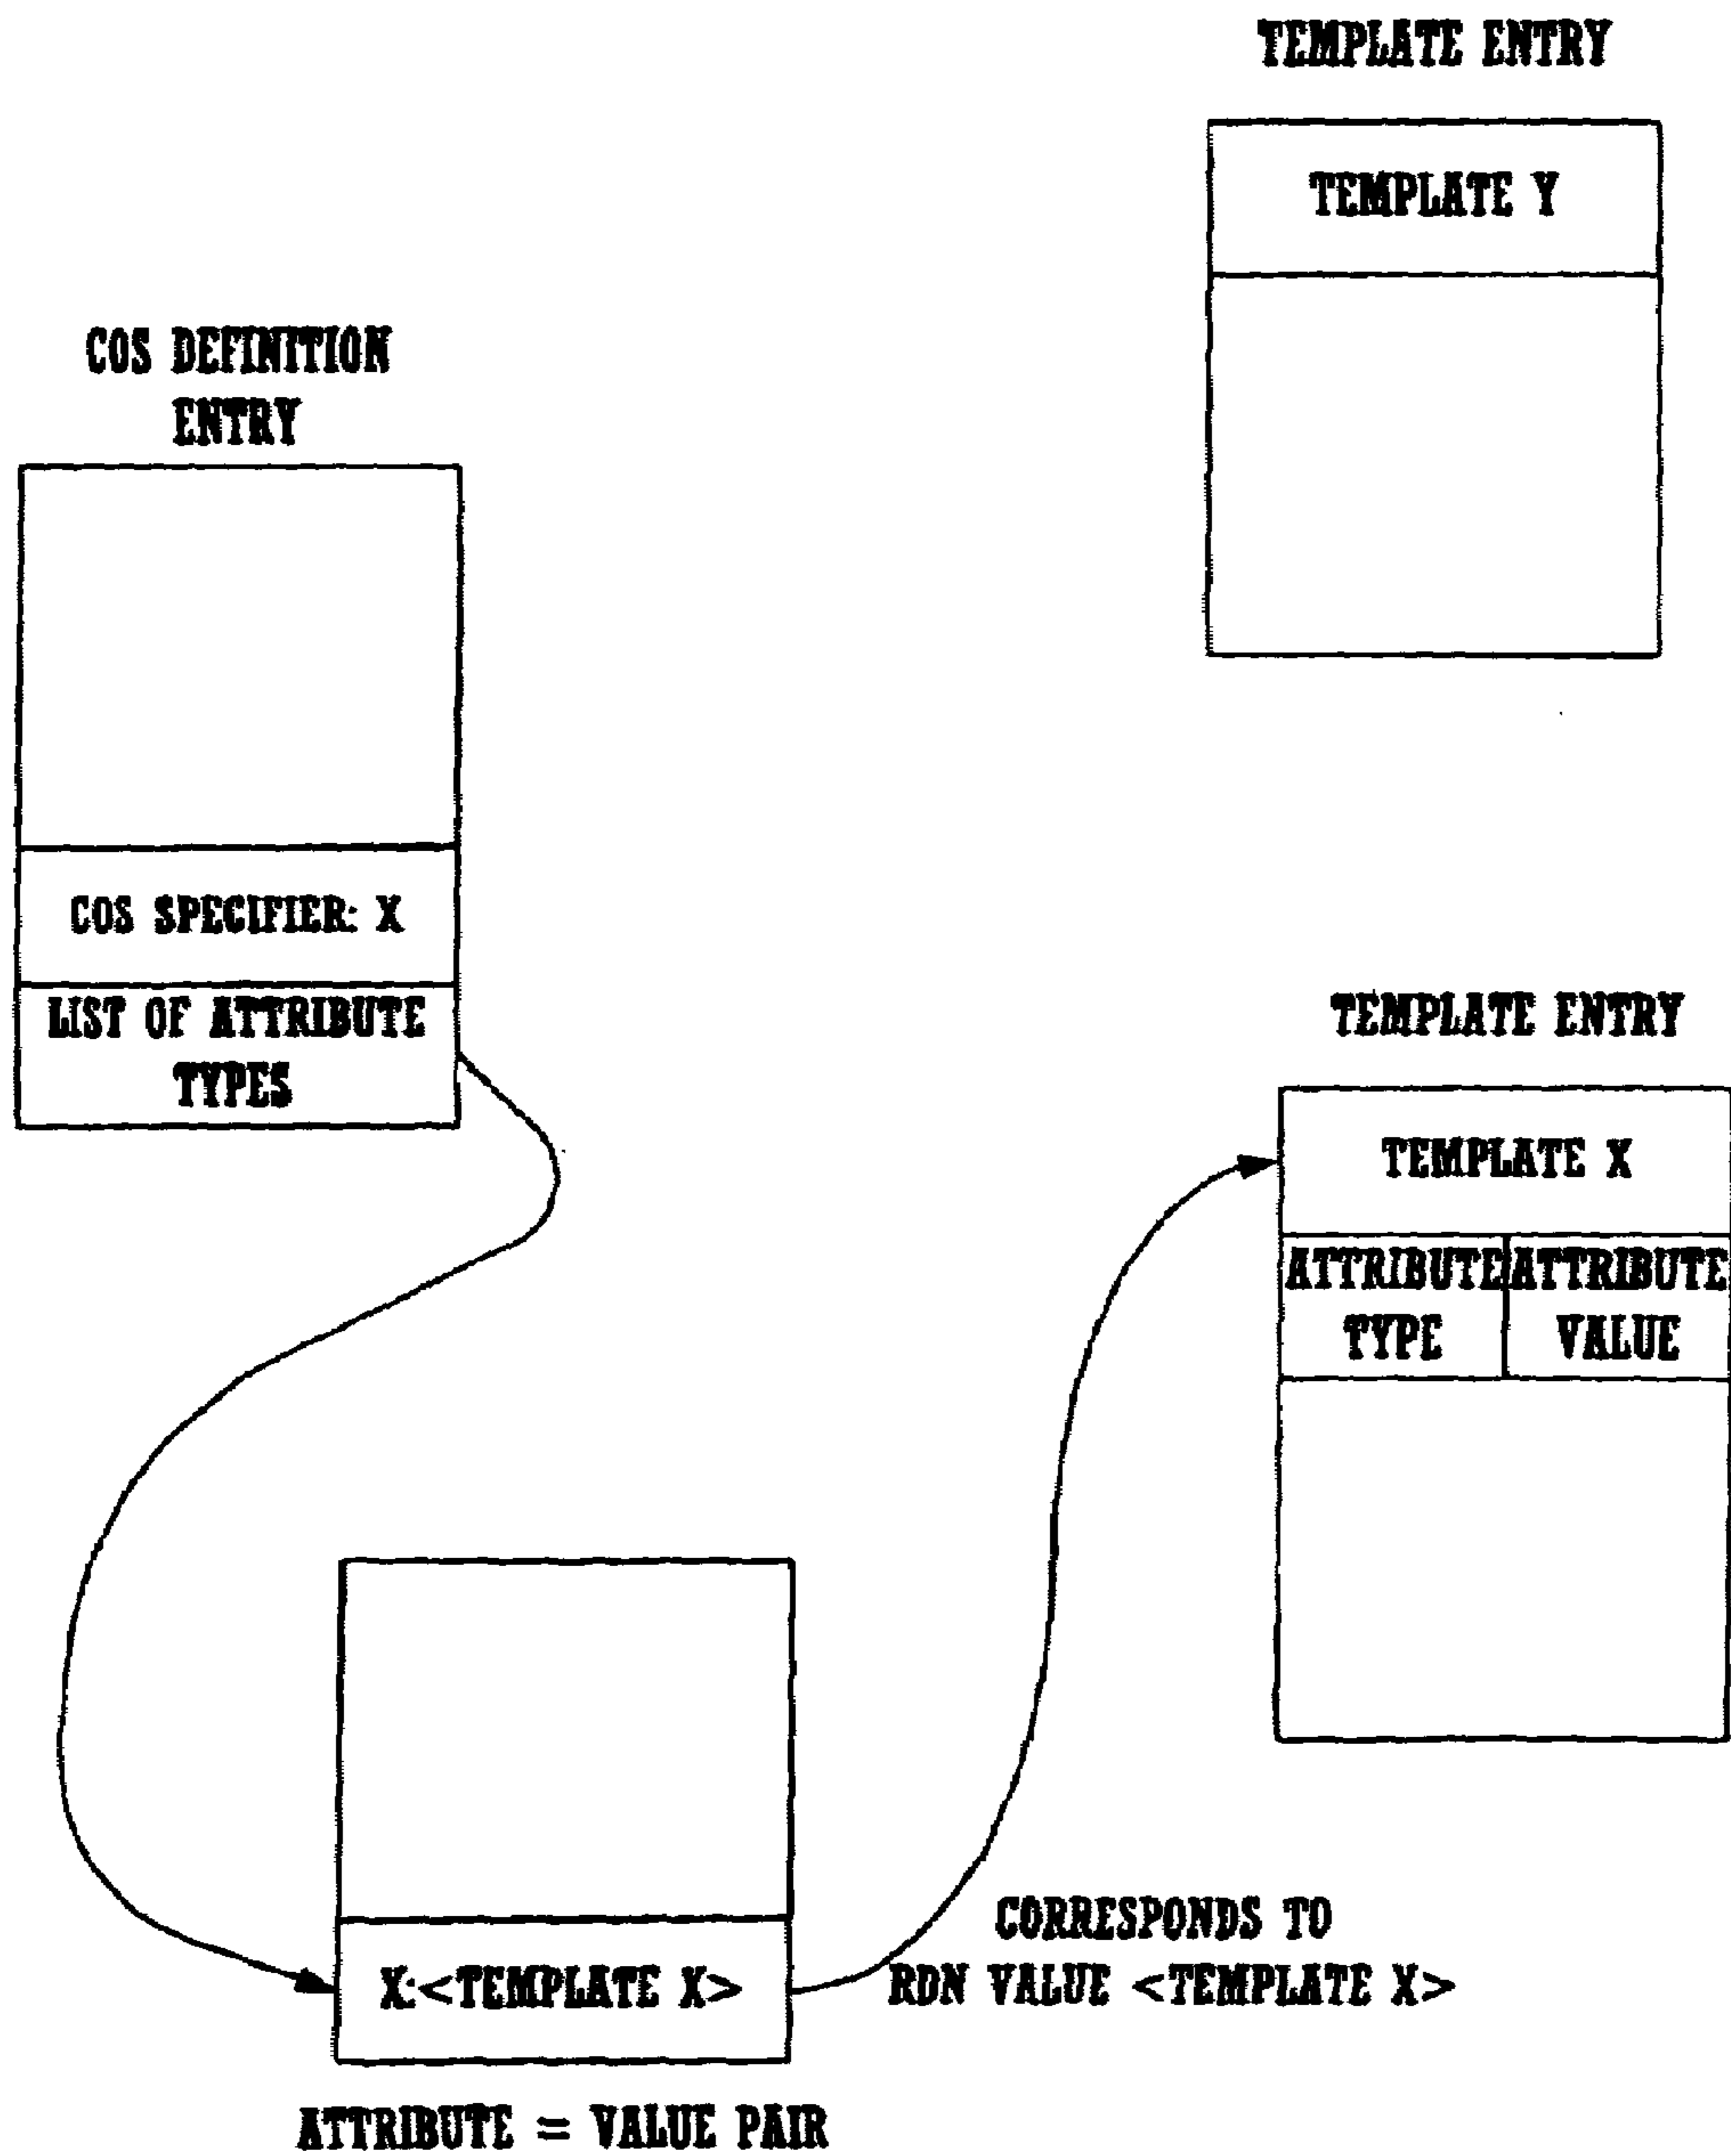 TEMPLATE ENTRY
TEMPLATE Y
COS DEFINITION
ENTRY
COS SPECIFIER: X
LIST OF ATTRIBUTE
TYPES
TEMPLATE ENTRY
TEMPLATE X
ATTRIBUTE
TYPE
ATTRIBUTE
VALUE
X:<TEMPLATE X>
CORRESPONDS TO
RDN VALUE <TEMPLATE X>
ATTRIBUTE = VALUE PAIR